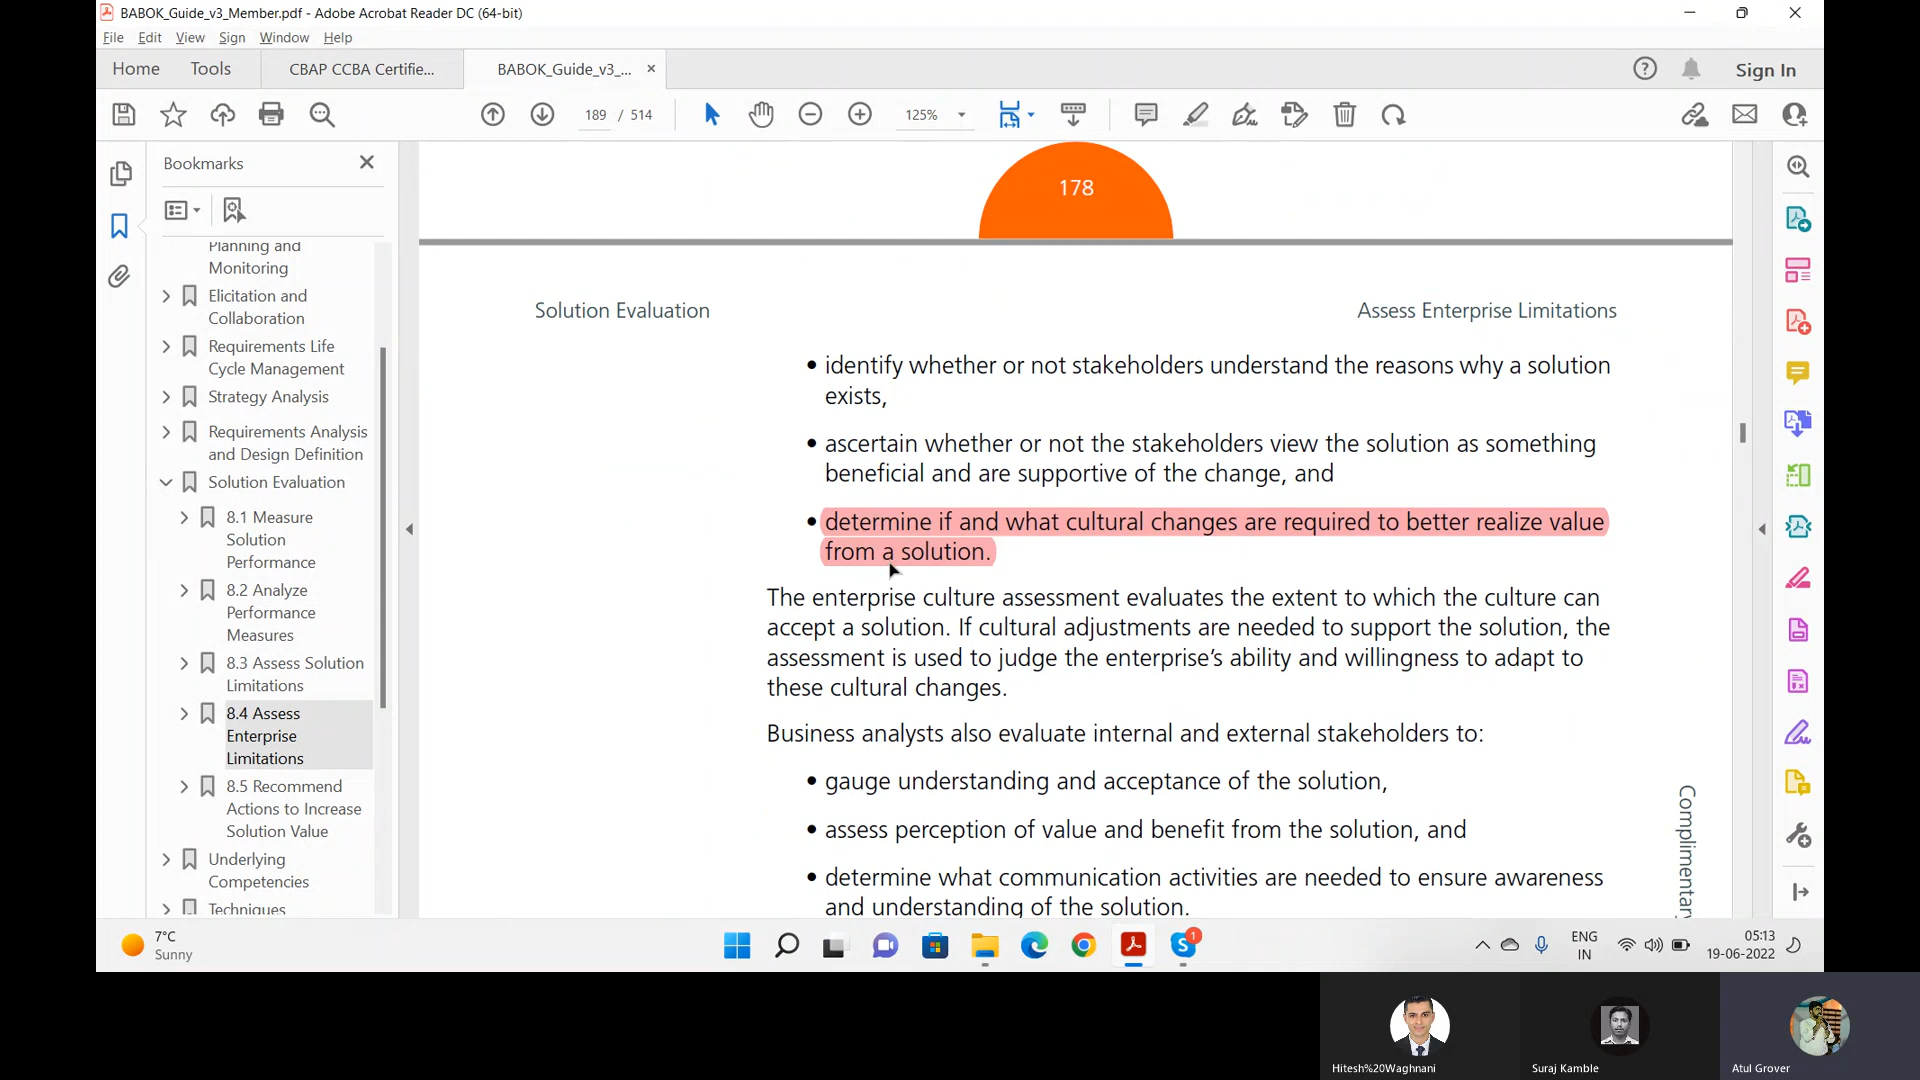 BABOK_Guide_v3_Member.pdf - Adobe Acrobat Reader DC (64-bit)
File Edit View Sign Window Help
Home Tools CBAP CCBA Certifie... BABOK_Guide_v3_... × Sign In
189 / 514 125%
Bookmarks
Planning and
Monitoring
Elicitation and
Collaboration
Requirements Life
Cycle Management
Strategy Analysis
Requirements Analysis
and Design Definition
Solution Evaluation
8.1 Measure
Solution
Performance
8.2 Analyze
Performance
Measures
8.3 Assess Solution
Limitations
8.4 Assess
Enterprise
Limitations
8.5 Recommend
Actions to Increase
Solution Value
Underlying
Competencies
Techniques
178
Solution Evaluation Assess Enterprise Limitations
• identify whether or not stakeholders understand the reasons why a solution
exists,
• ascertain whether or not the stakeholders view the solution as something
beneficial and are supportive of the change, and
• determine if and what cultural changes are required to better realize value
from a solution.
The enterprise culture assessment evaluates the extent to which the culture can
accept a solution. If cultural adjustments are needed to support the solution, the
assessment is used to judge the enterprise's ability and willingness to adapt to
these cultural changes.
Business analysts also evaluate internal and external stakeholders to:
• gauge understanding and acceptance of the solution,
• assess perception of value and benefit from the solution, and
• determine what communication activities are needed to ensure awareness
and understanding of the solution.
Complimentary
7°C
Sunny
1
ENG
IN
05:13
19-06-2022
Hitesh%20Waghnani
Suraj Kamble
Atul Grover